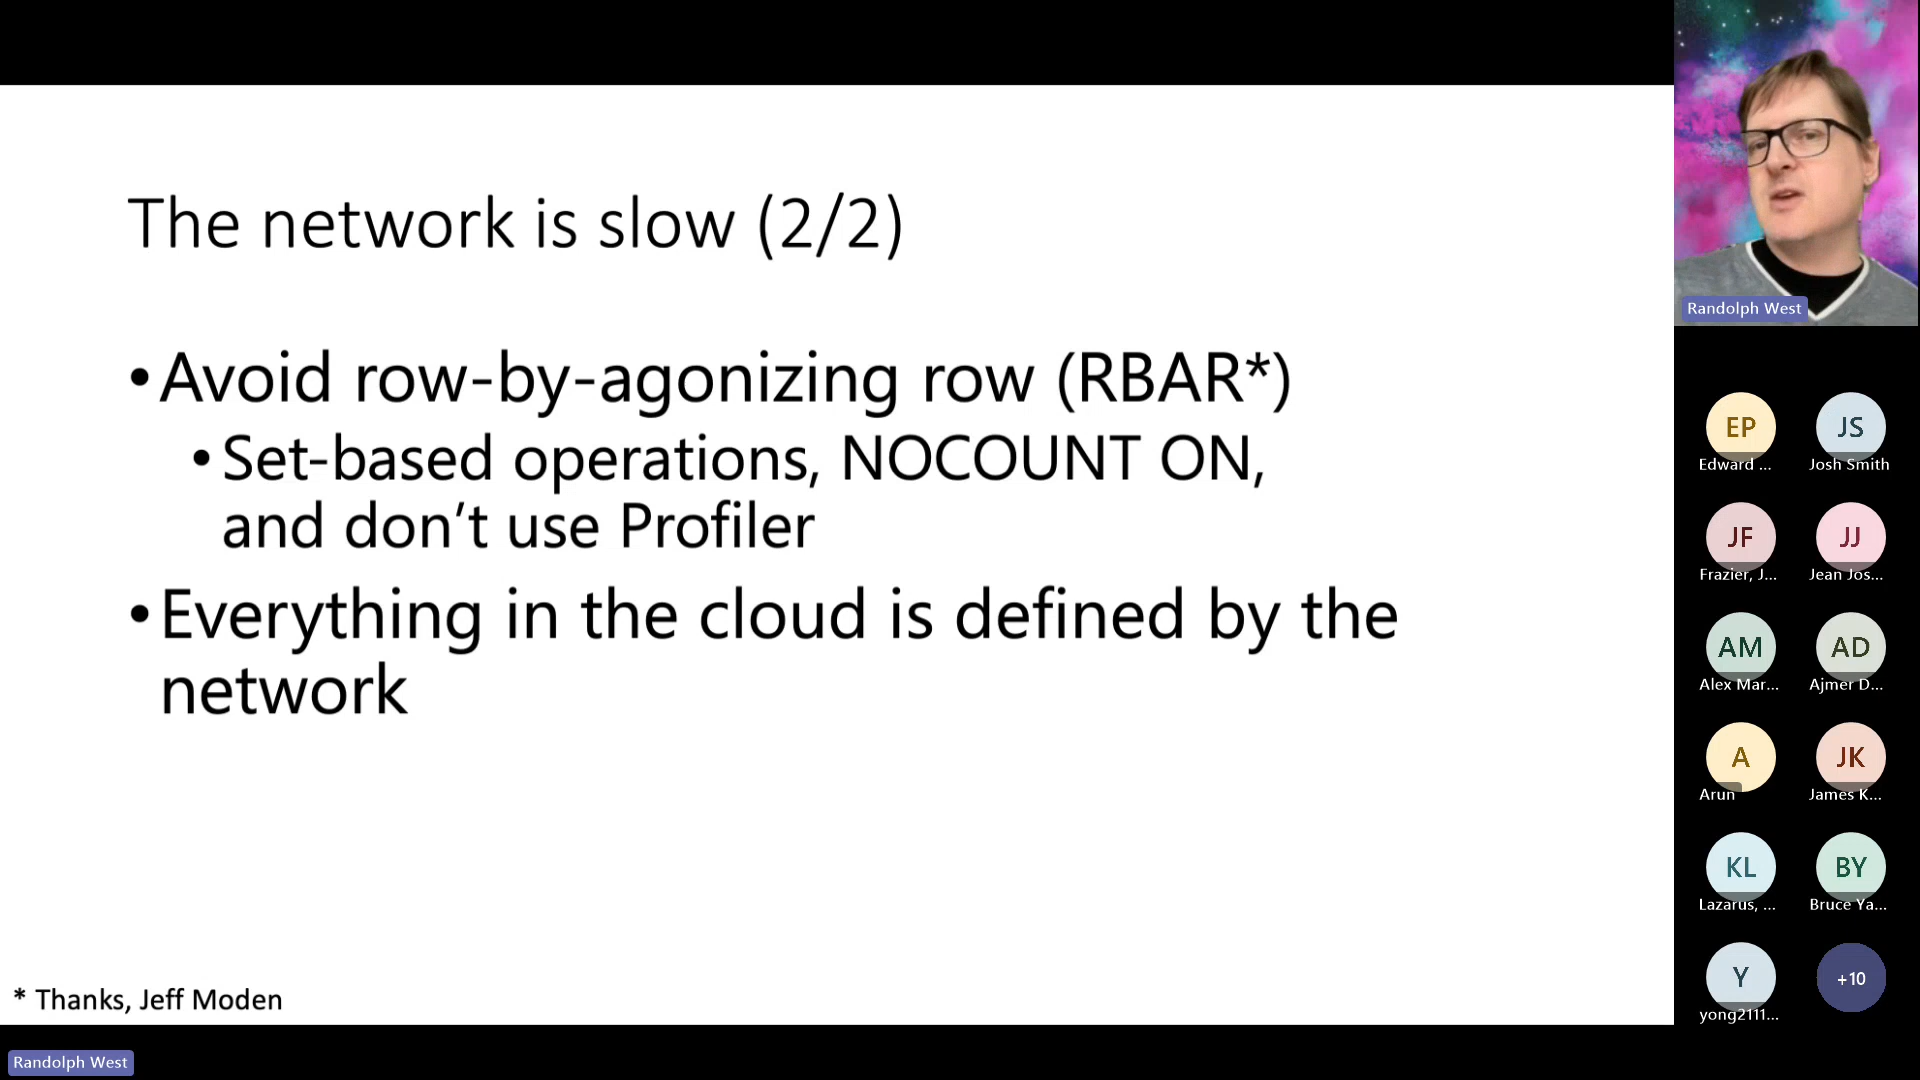 The network is slow (2/2)
•Avoid row-by-agonizing row (RBAR*)
•Set-based operations, NOCOUNT ON,
and don’t use Profiler
•Everything in the cloud is defined by the
network
* Thanks, Jeff Moden
Randolph West
Randolph West
EP
JS
Edward ...
Josh Smith
JF
JJ
Frazier, J...
Jean Jos...
AM
AD
Alex Mar...
Ajmer D...
A
JK
Arun
James K...
KL
BY
Lazarus, ...
Bruce Ya...
Y
+10
yong2111...